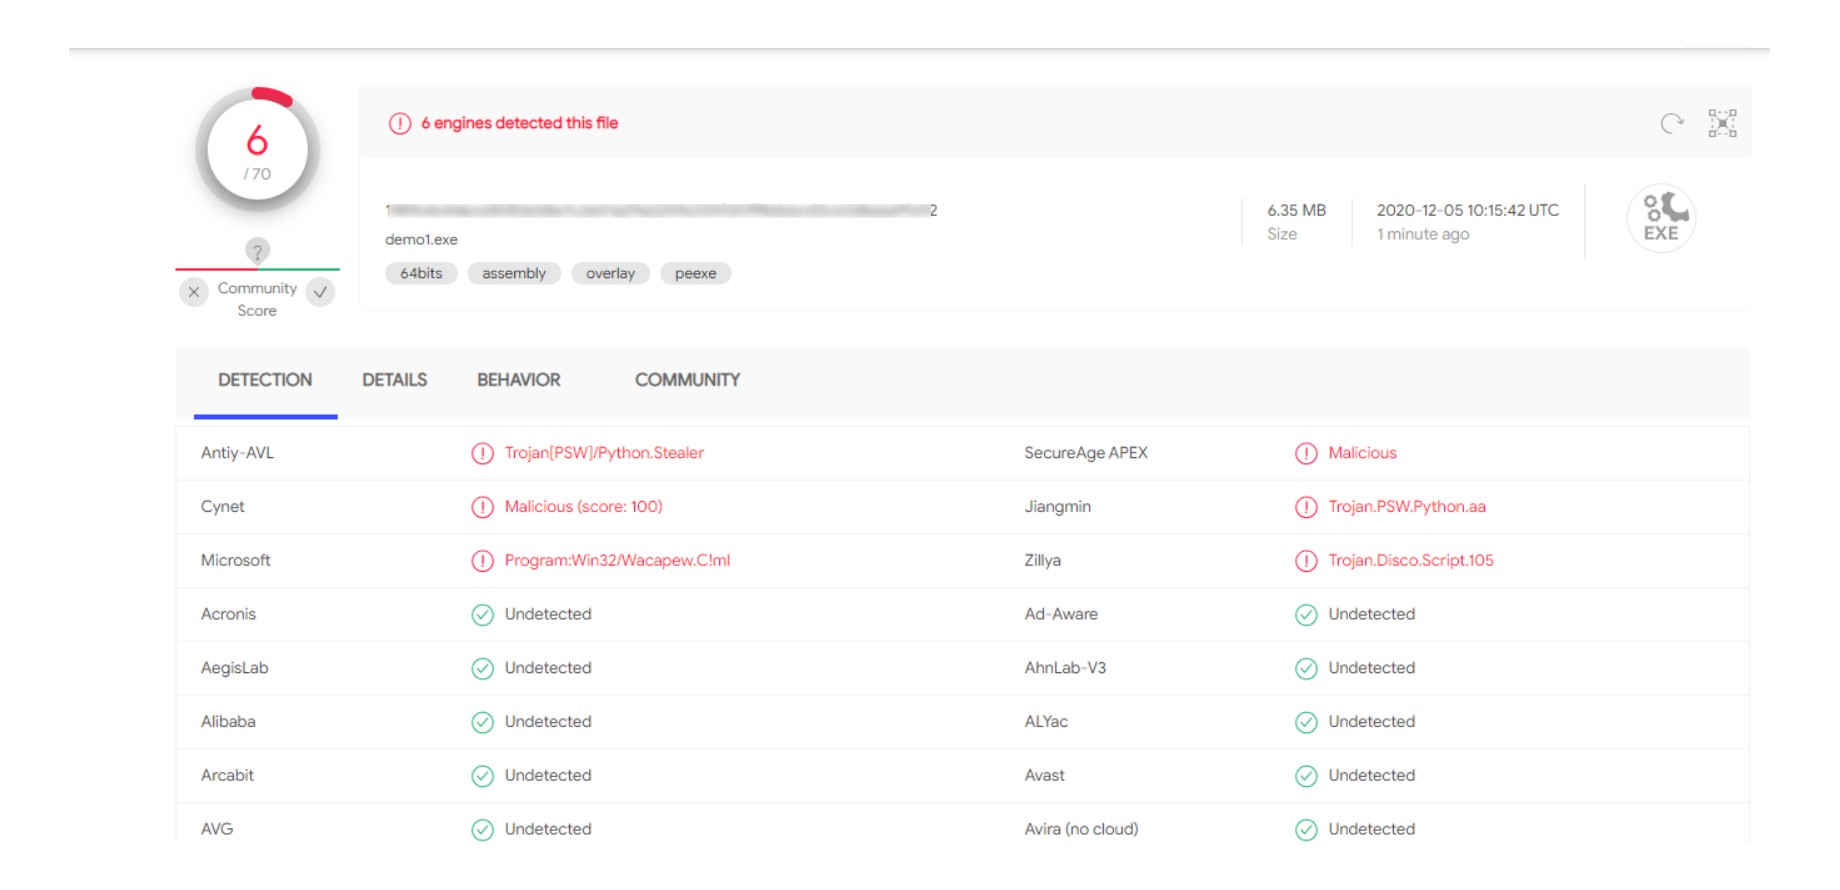 6
/ 70
?
Community
Score
6 engines detected this file
demo1.exe
64bits assembly overlay peexe
6.35 MB
Size
2020-12-05 10:15:42 UTC
1 minute ago
EXE
DETECTION DETAILS BEHAVIOR COMMUNITY
Antiy-AVL Trojan[PSW]/Python.Stealer SecureAge APEX Malicious
Cynet Malicious (score: 100) Jiangmin Trojan.PSW.Python.aa
Microsoft Program:Win32/Wacapew.C!ml Zillya Trojan.Disco.Script.105
Acronis Undetected Ad-Aware Undetected
AegisLab Undetected AhnLab-V3 Undetected
Alibaba Undetected ALYac Undetected
Arcabit Undetected Avast Undetected
AVG Undetected Avira (no cloud) Undetected